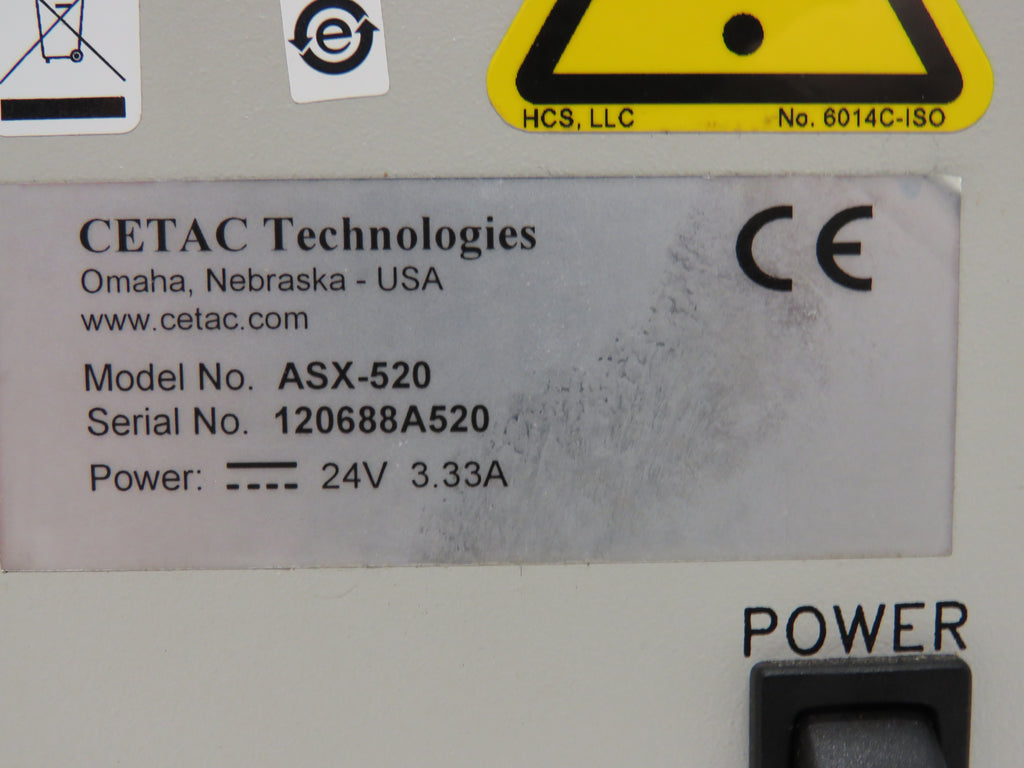 HCS, LLC No. 6014C-ISO
CETAC Technologies CE
Omaha, Nebraska - USA
www.cetac.com
Model No. ASX-520
Serial No. 120688A520
Power: 24V 3.33A
POWER